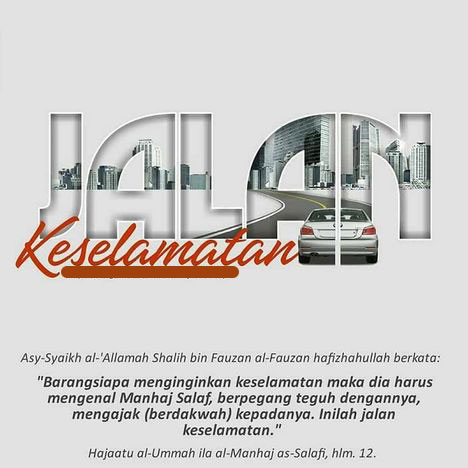 JALAN
Keselamatan
Asy-Syaikh al-'Allamah Shalih bin Fauzan al-Fauzan hafizhahullah berkata:
"Barangsiapa menginginkan keselamatan maka dia harus
mengenal Manhaj Salaf, berpegang teguh dengannya,
mengajak (berdakwah) kepadanya. Inilah jalan
keselamatan."
Hajaatu al-Ummah ila al-Manhaj as-Salafi, hlm. 12.